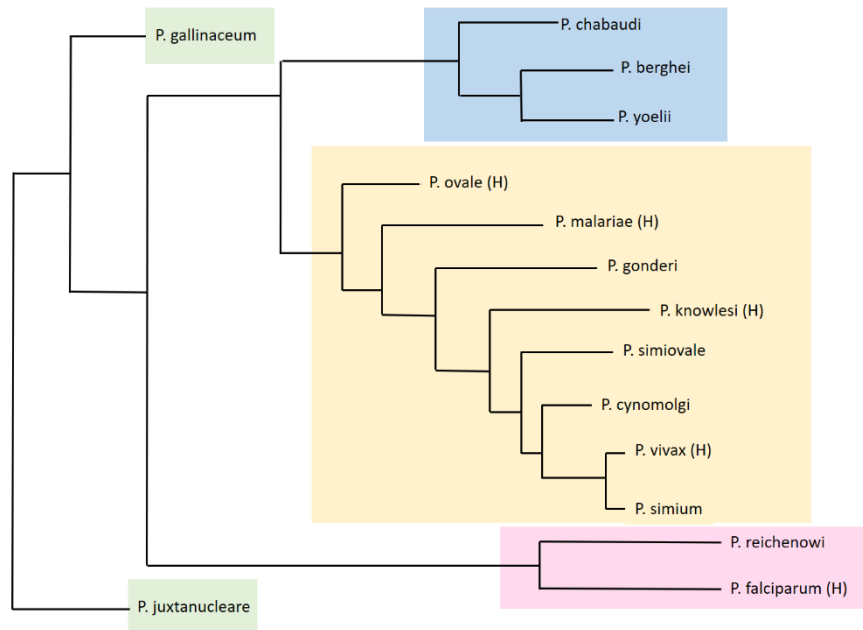 P. gallinaceum
P. chabaudi
P. berghei
P. yoelii
P. ovale (H)
P. malariae (H)
P. gonderi
P. knowlesi (H)
P. simiovale
P. cynomolgi
P. vivax (H)
P. simium
P. reichenowi
P. falciparum (H)
P. juxtanucleare